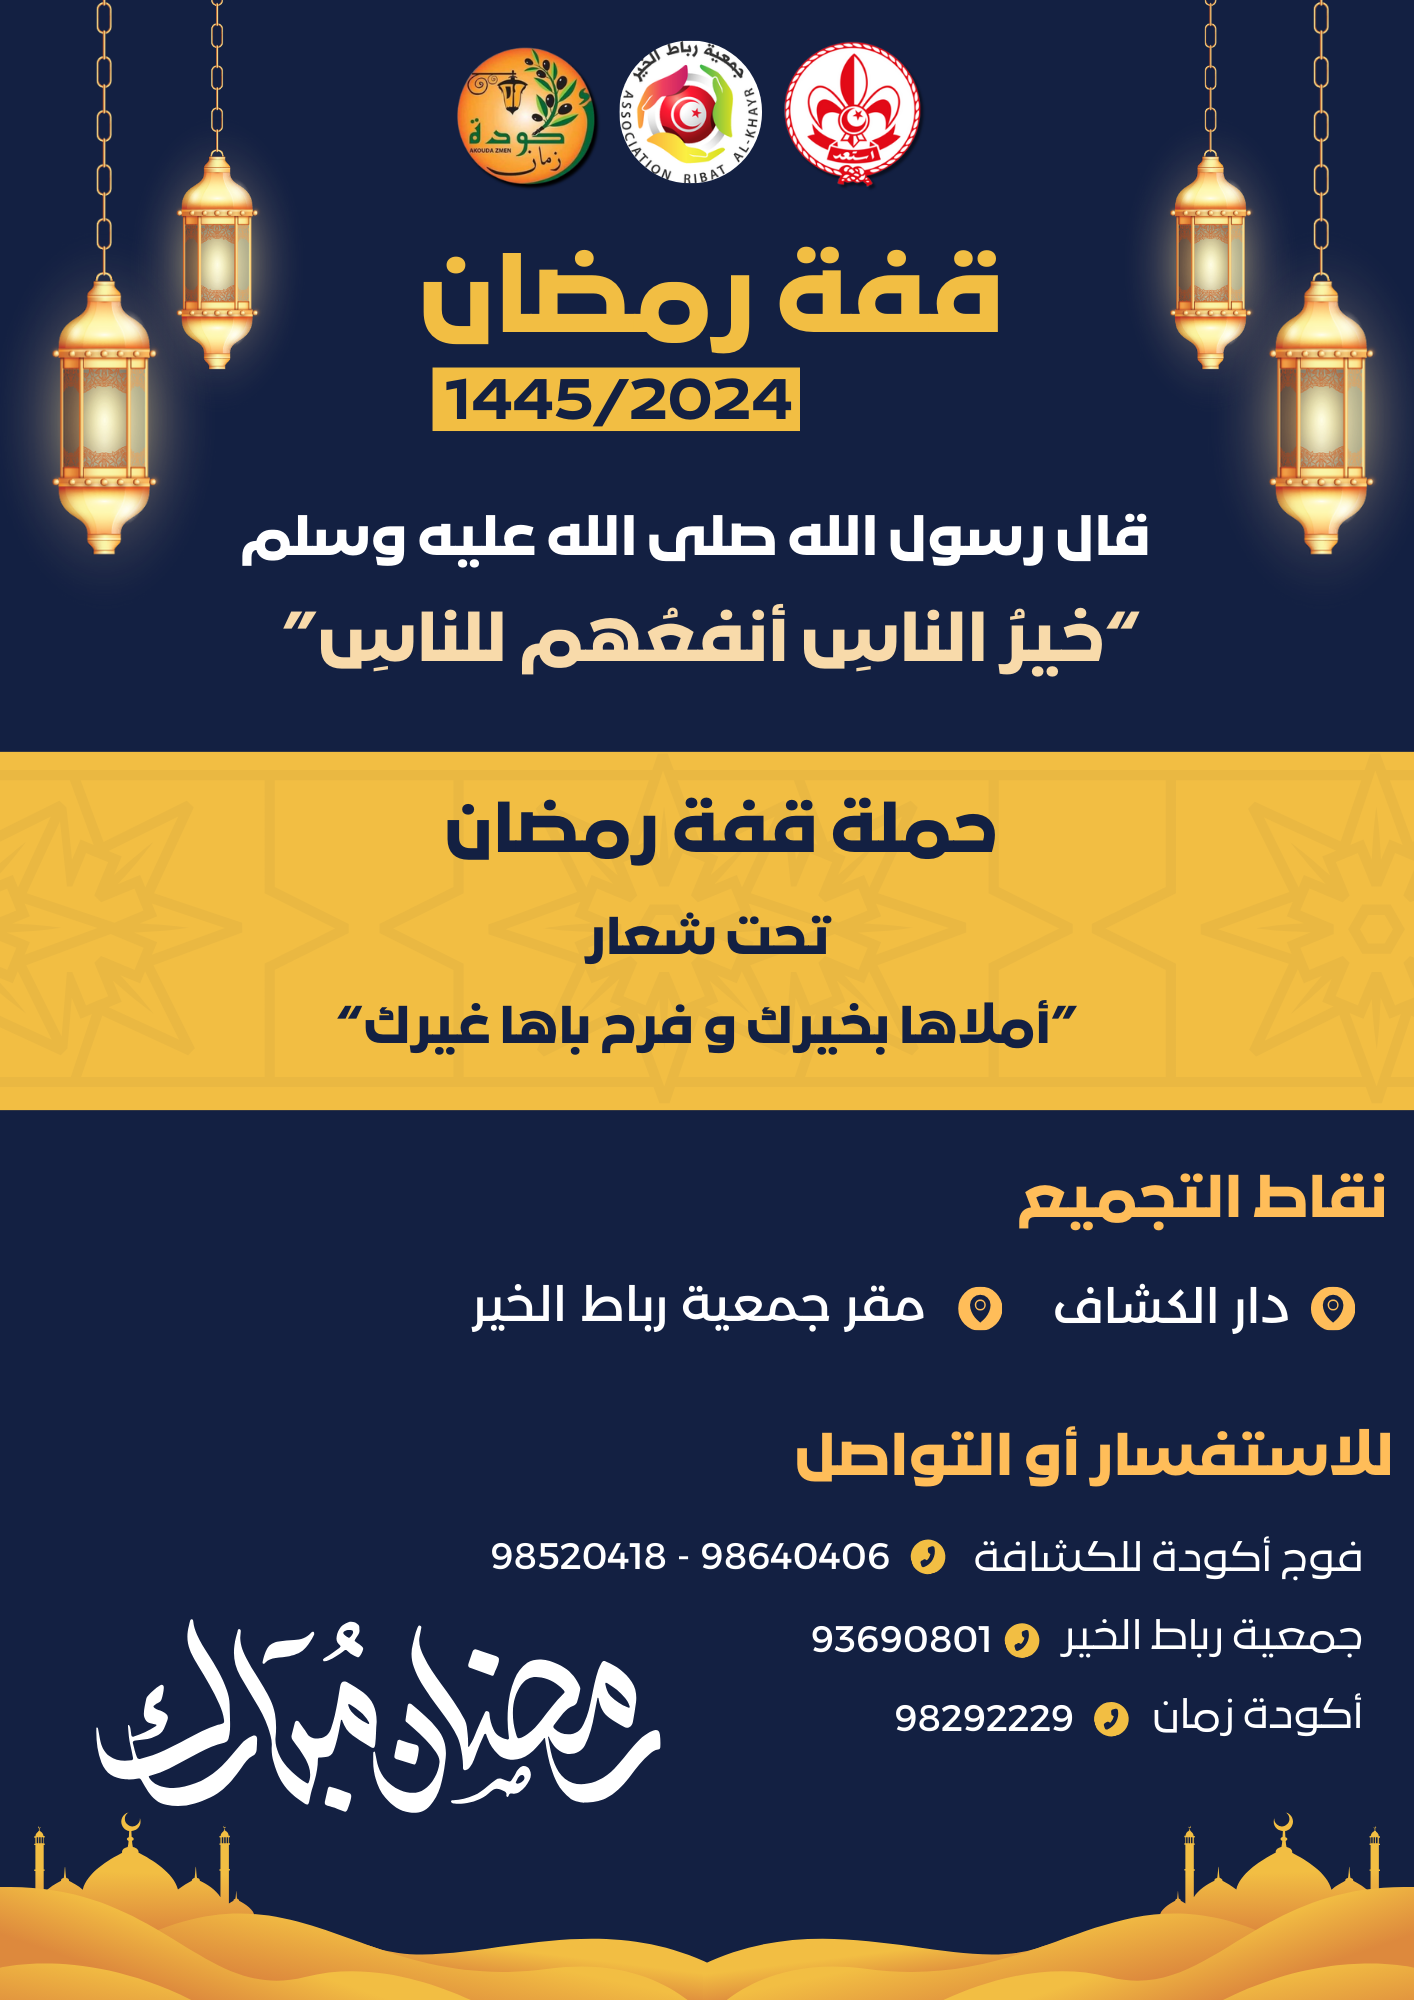 أكودة
AKOUDA ZMEN
زمان
جمعية رباط الخير
ASSOCIATION RIBAT AL-KHAYR
استعد
قفة رمضان
1445/2024
قال رسول الله صلى الله عليه وسلم
“خيرُ الناسِ أنفعُهم للناسِ”
حملة قفة رمضان
تحت شعار
”أملاها بخيرك و فرح باها غيرك“
نقاط التجميع
دار الكشاف
مقر جمعية رباط الخير
للاستفسار أو التواصل
فوج أكودة للكشافة 98520418 - 98640406
جمعية رباط الخير 93690801
أكودة زمان 98292229
رمضان مُبارك